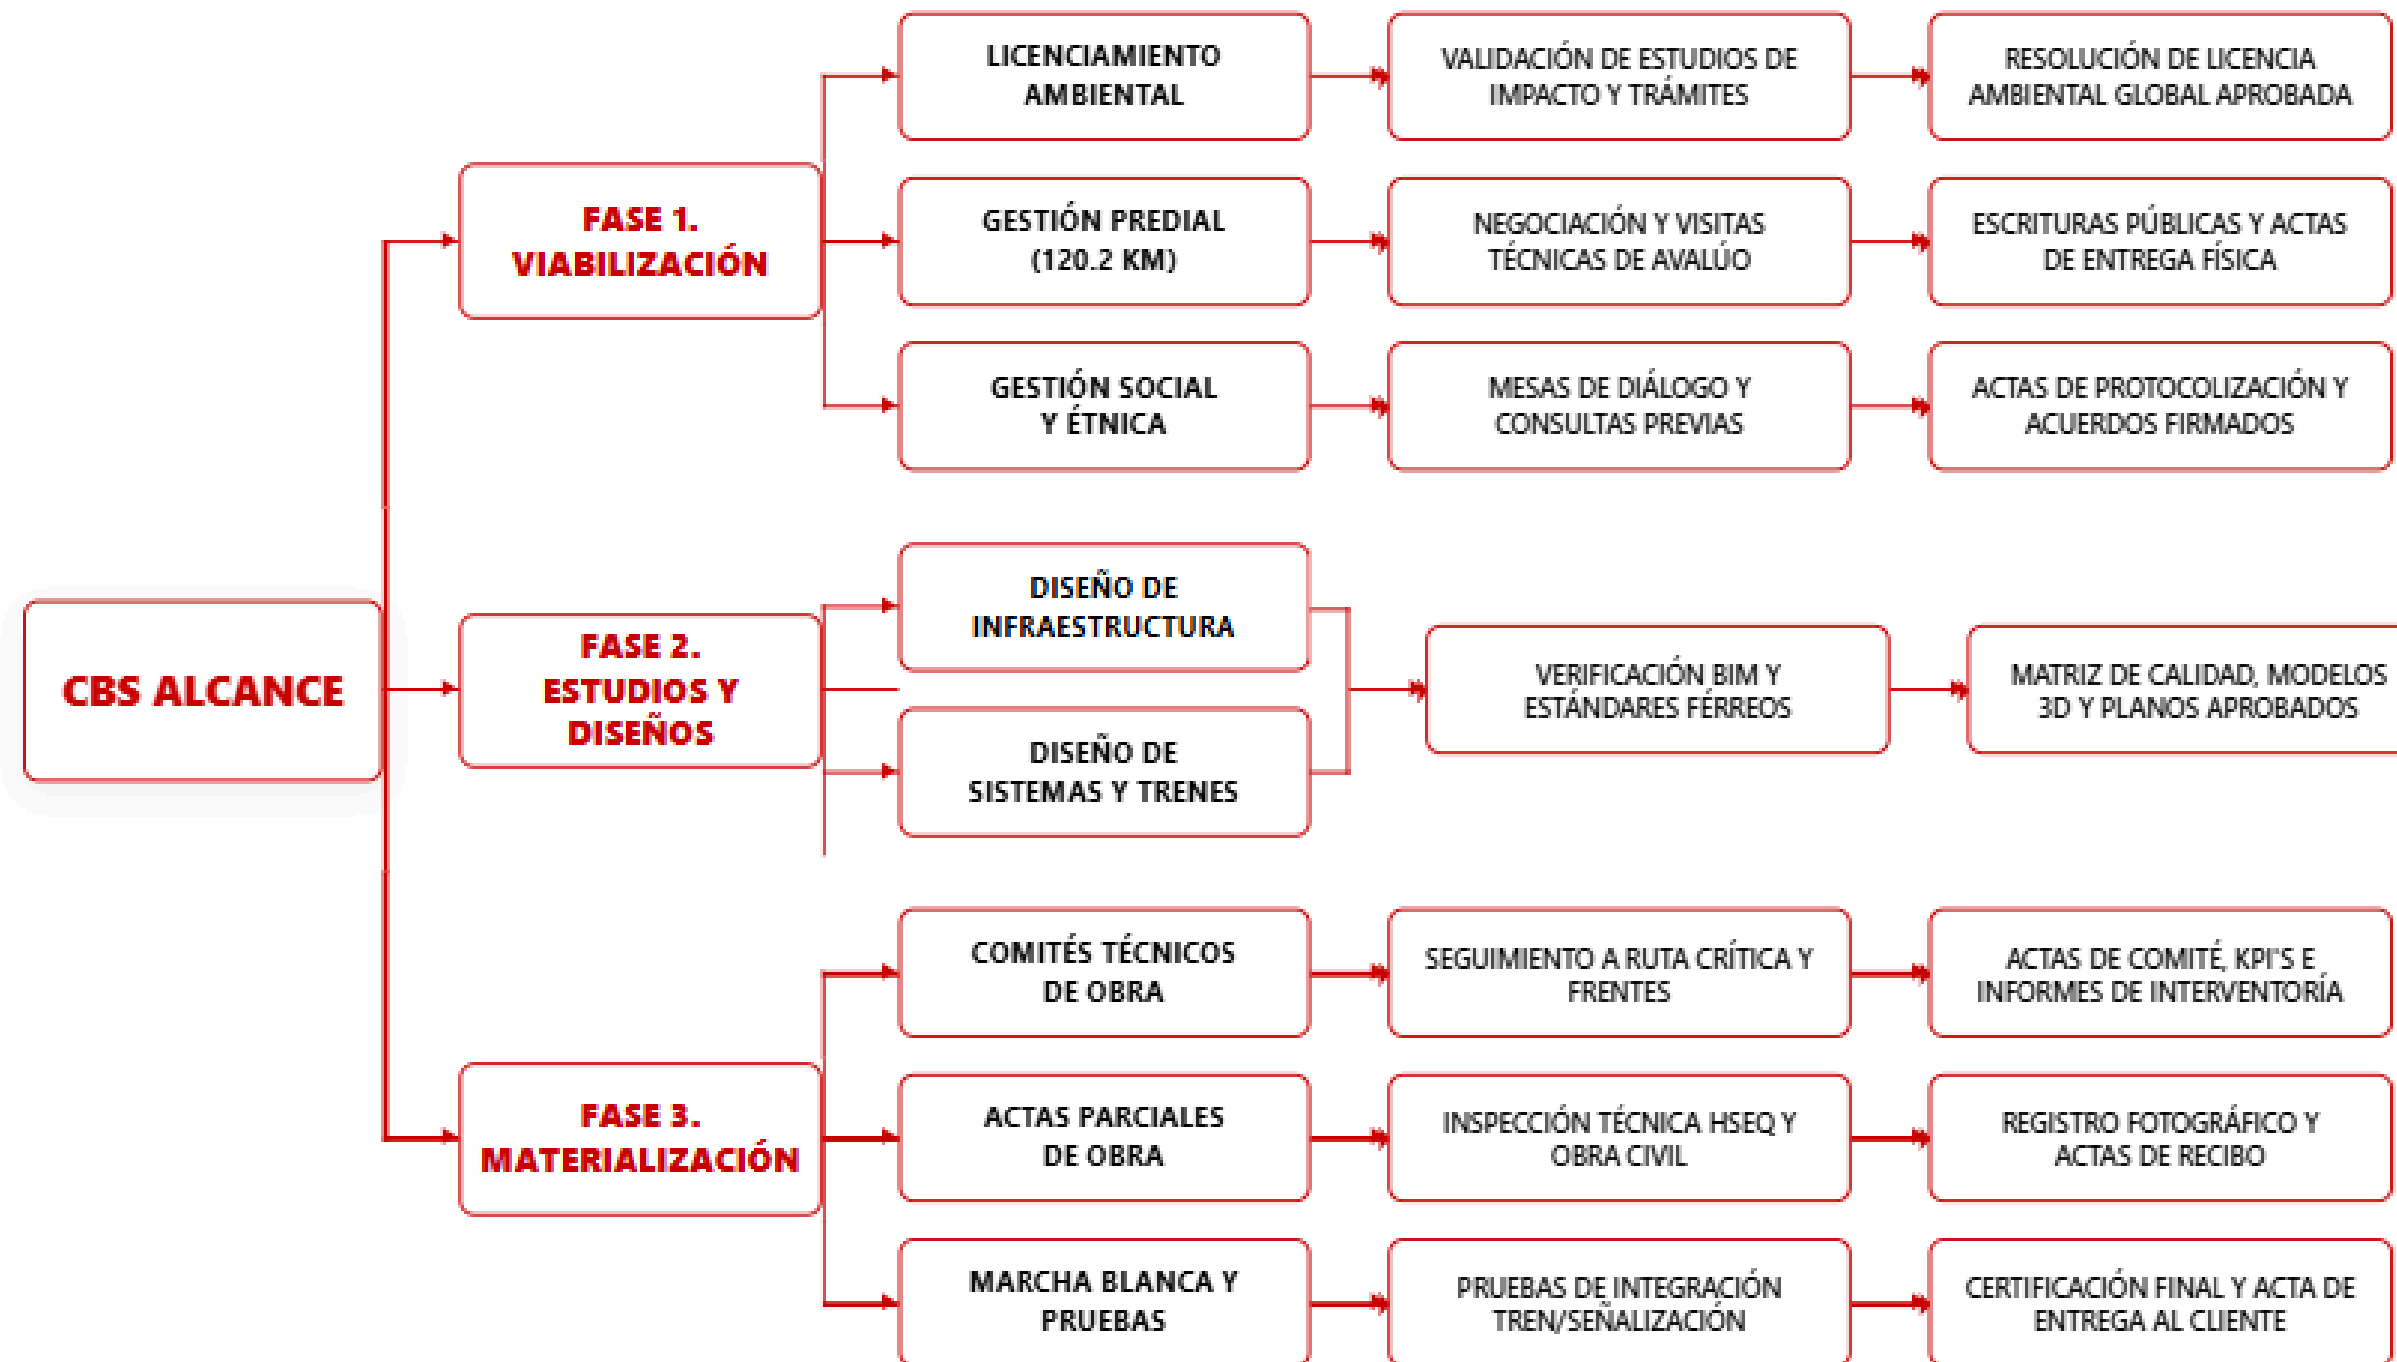 LICENCIAMIENTO
AMBIENTAL
VALIDACIÓN DE ESTUDIOS DE
IMPACTO Y TRÁMITES
RESOLUCIÓN DE LICENCIA
AMBIENTAL GLOBAL APROBADA
FASE 1.
VIABILIZACIÓN
GESTIÓN PREDIAL
(120.2 KM)
NEGOCIACIÓN Y VISITAS
TÉCNICAS DE AVALÚO
ESCRITURAS PÚBLICAS Y ACTAS
DE ENTREGA FÍSICA
GESTIÓN SOCIAL
Y ÉTNICA
MESAS DE DIÁLOGO Y
CONSULTAS PREVIAS
ACTAS DE PROTOCOLIZACIÓN Y
ACUERDOS FIRMADOS
CBS ALCANCE
FASE 2.
ESTUDIOS Y
DISEÑOS
DISEÑO DE
INFRAESTRUCTURA
DISEÑO DE
SISTEMAS Y TRENES
VERIFICACIÓN BIM Y
ESTÁNDARES FÉRREOS
MATRIZ DE CALIDAD, MODELOS
3D Y PLANOS APROBADOS
COMITÉS TÉCNICOS
DE OBRA
SEGUIMIENTO A RUTA CRÍTICA Y
FRENTES
ACTAS DE COMITÉ, KPI'S E
INFORMES DE INTERVENTORÍA
FASE 3.
MATERIALIZACIÓN
ACTAS PARCIALES
DE OBRA
INSPECCIÓN TÉCNICA HSEQ Y
OBRA CIVIL
REGISTRO FOTOGRÁFICO Y
ACTAS DE RECIBO
MARCHA BLANCA Y
PRUEBAS
PRUEBAS DE INTEGRACIÓN
TREN/SEÑALIZACIÓN
CERTIFICACIÓN FINAL Y ACTA DE
ENTREGA AL CLIENTE